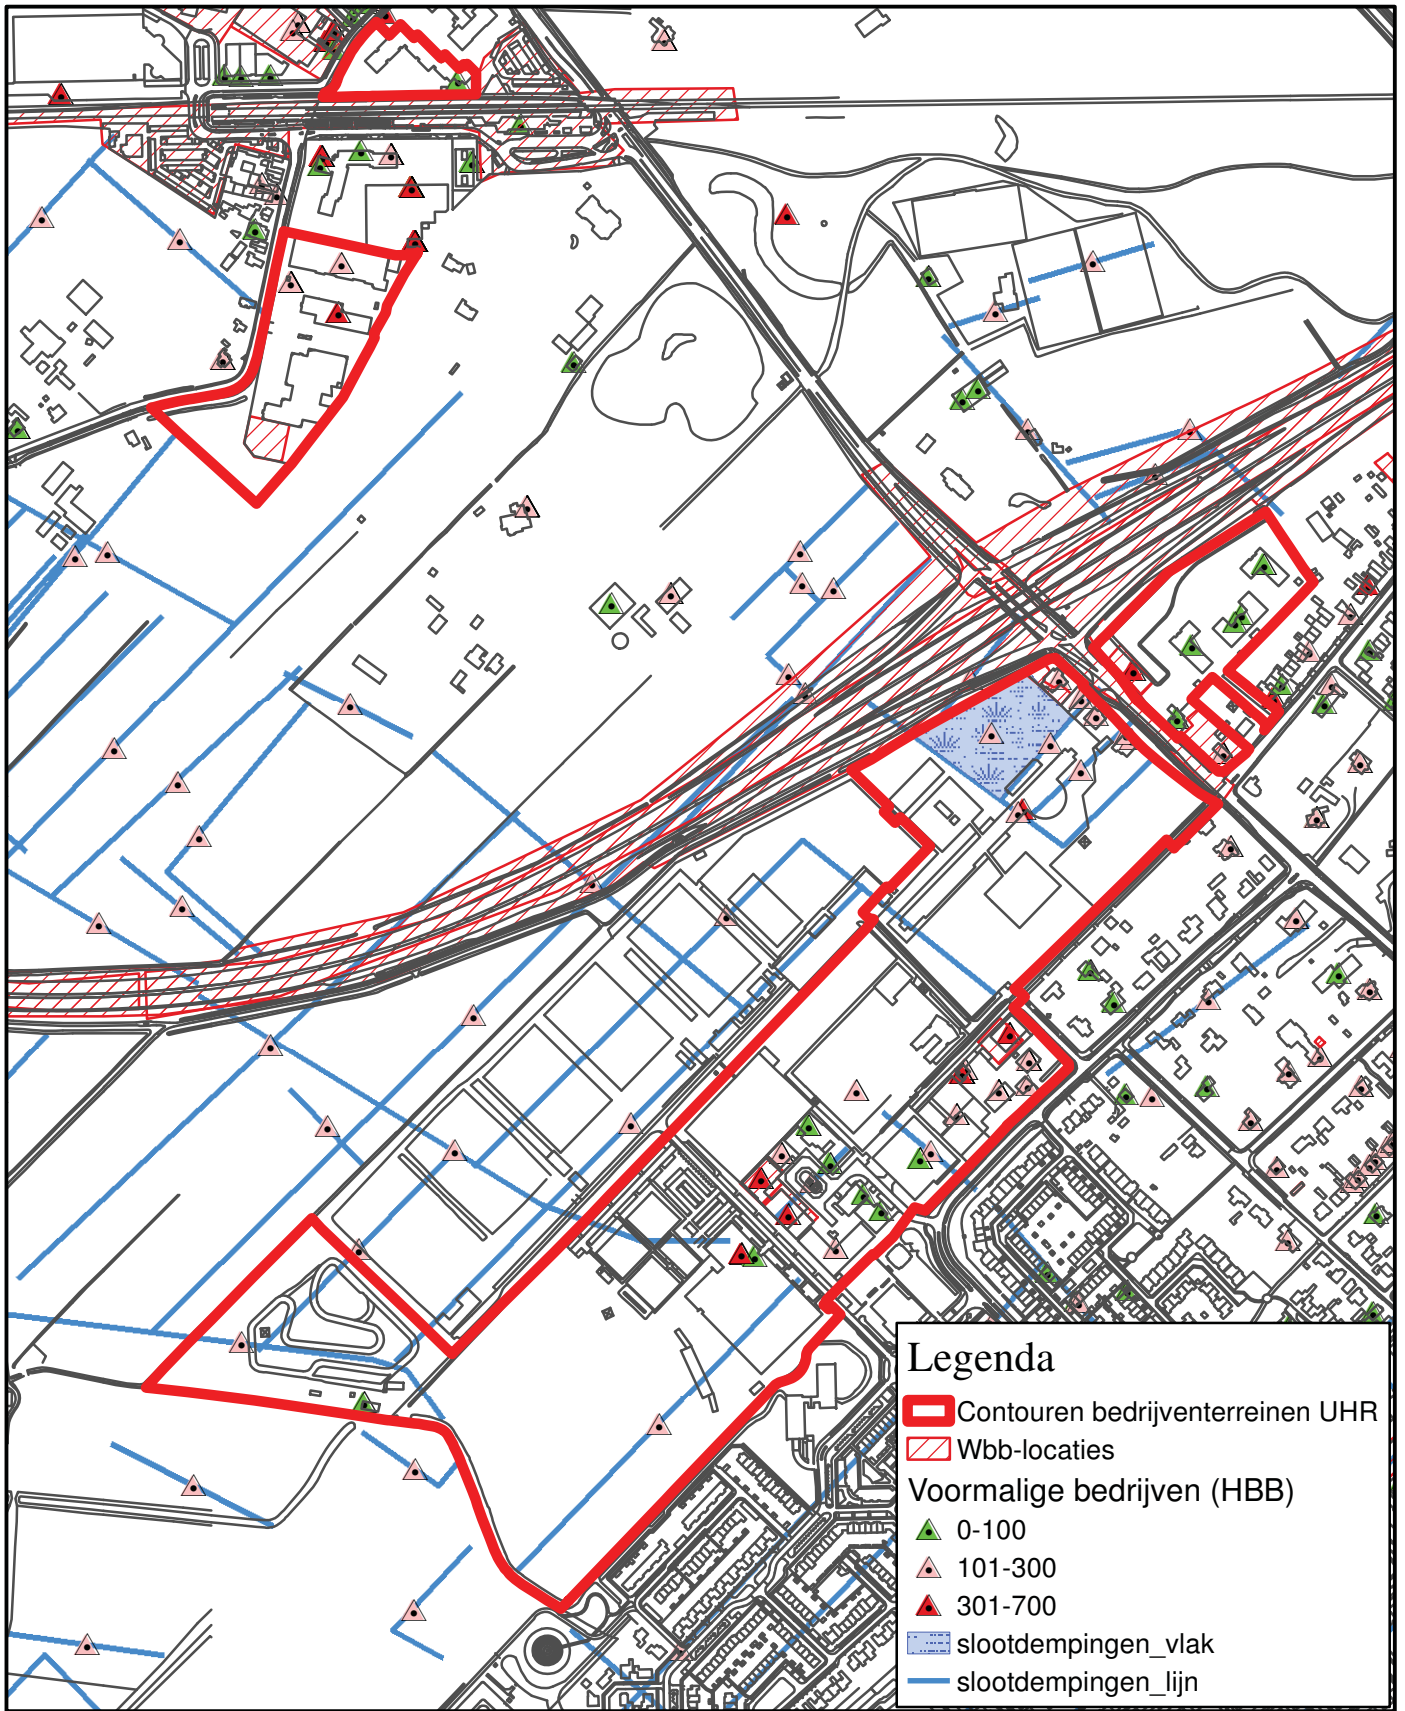 Legenda
Contouren bedrijventerreinen UHR
Wbb-locaties
Voormalige bedrijven (HBB)
0-100
101-300
301-700
slootdempingen_vlak
slootdempingen_lijn